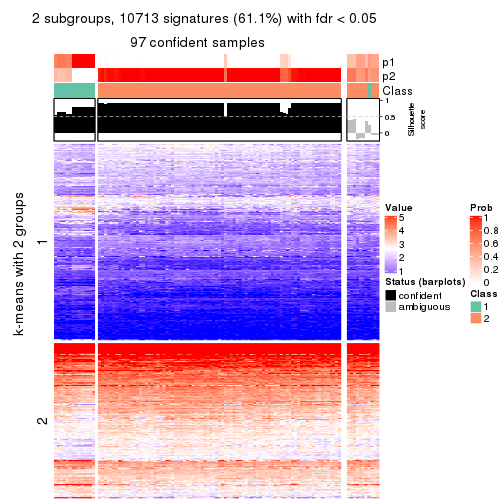 2 subgroups, 10713 signatures (61.1%) with fdr < 0.05
97 confident samples
p1
p2
Class
1
0.5
0
Silhouette
score
k-means with 2 groups
1
2
Value
5
4
3
2
1
Status (barplots)
confident
ambiguous
Prob
1
0.8
0.6
0.4
0.2
0
Class
1
2